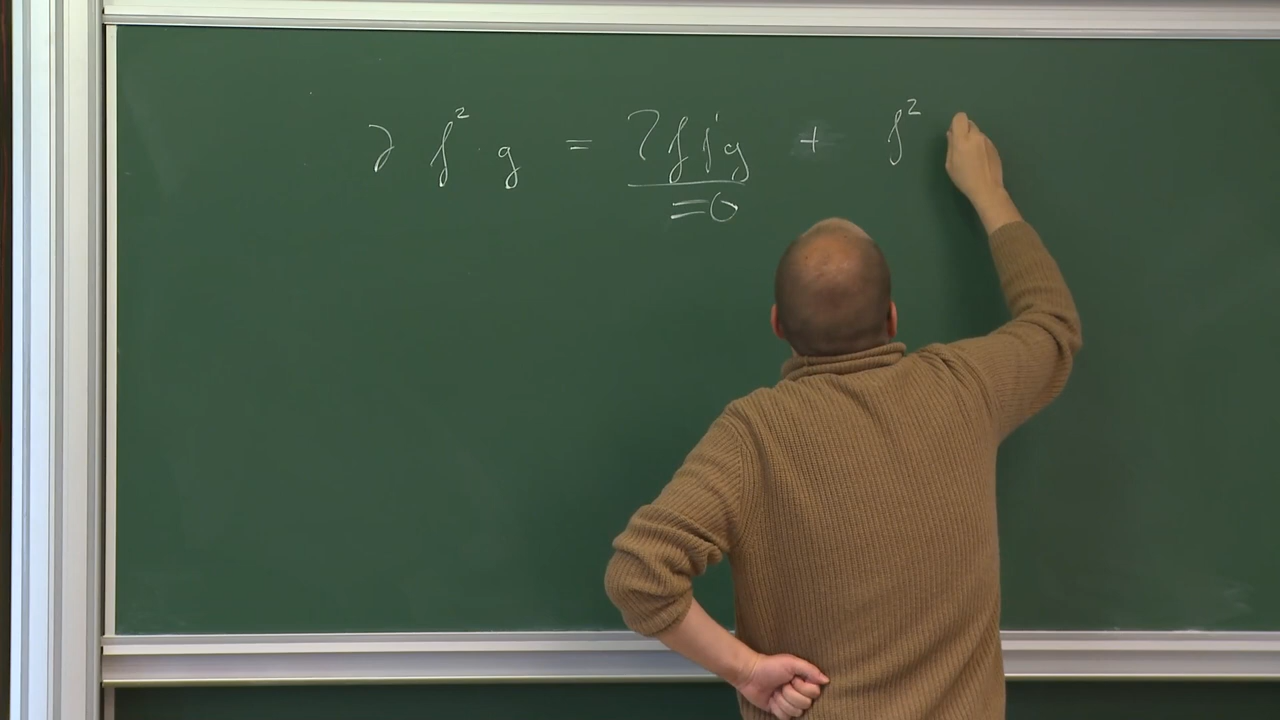 ∂ f² · g = 2 f f' g + f²
= 0